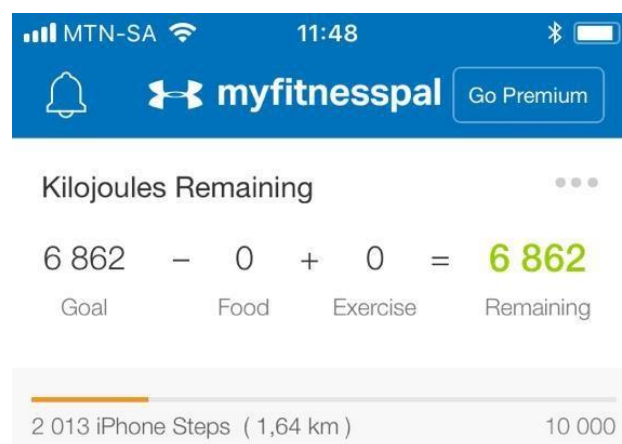 MTN-SA 11:48
myfitnesspal Go Premium
Kilojoules Remaining
6 862 – 0 + 0 = 6 862
Goal Food Exercise Remaining
2 013 iPhone Steps ( 1,64 km ) 10 000